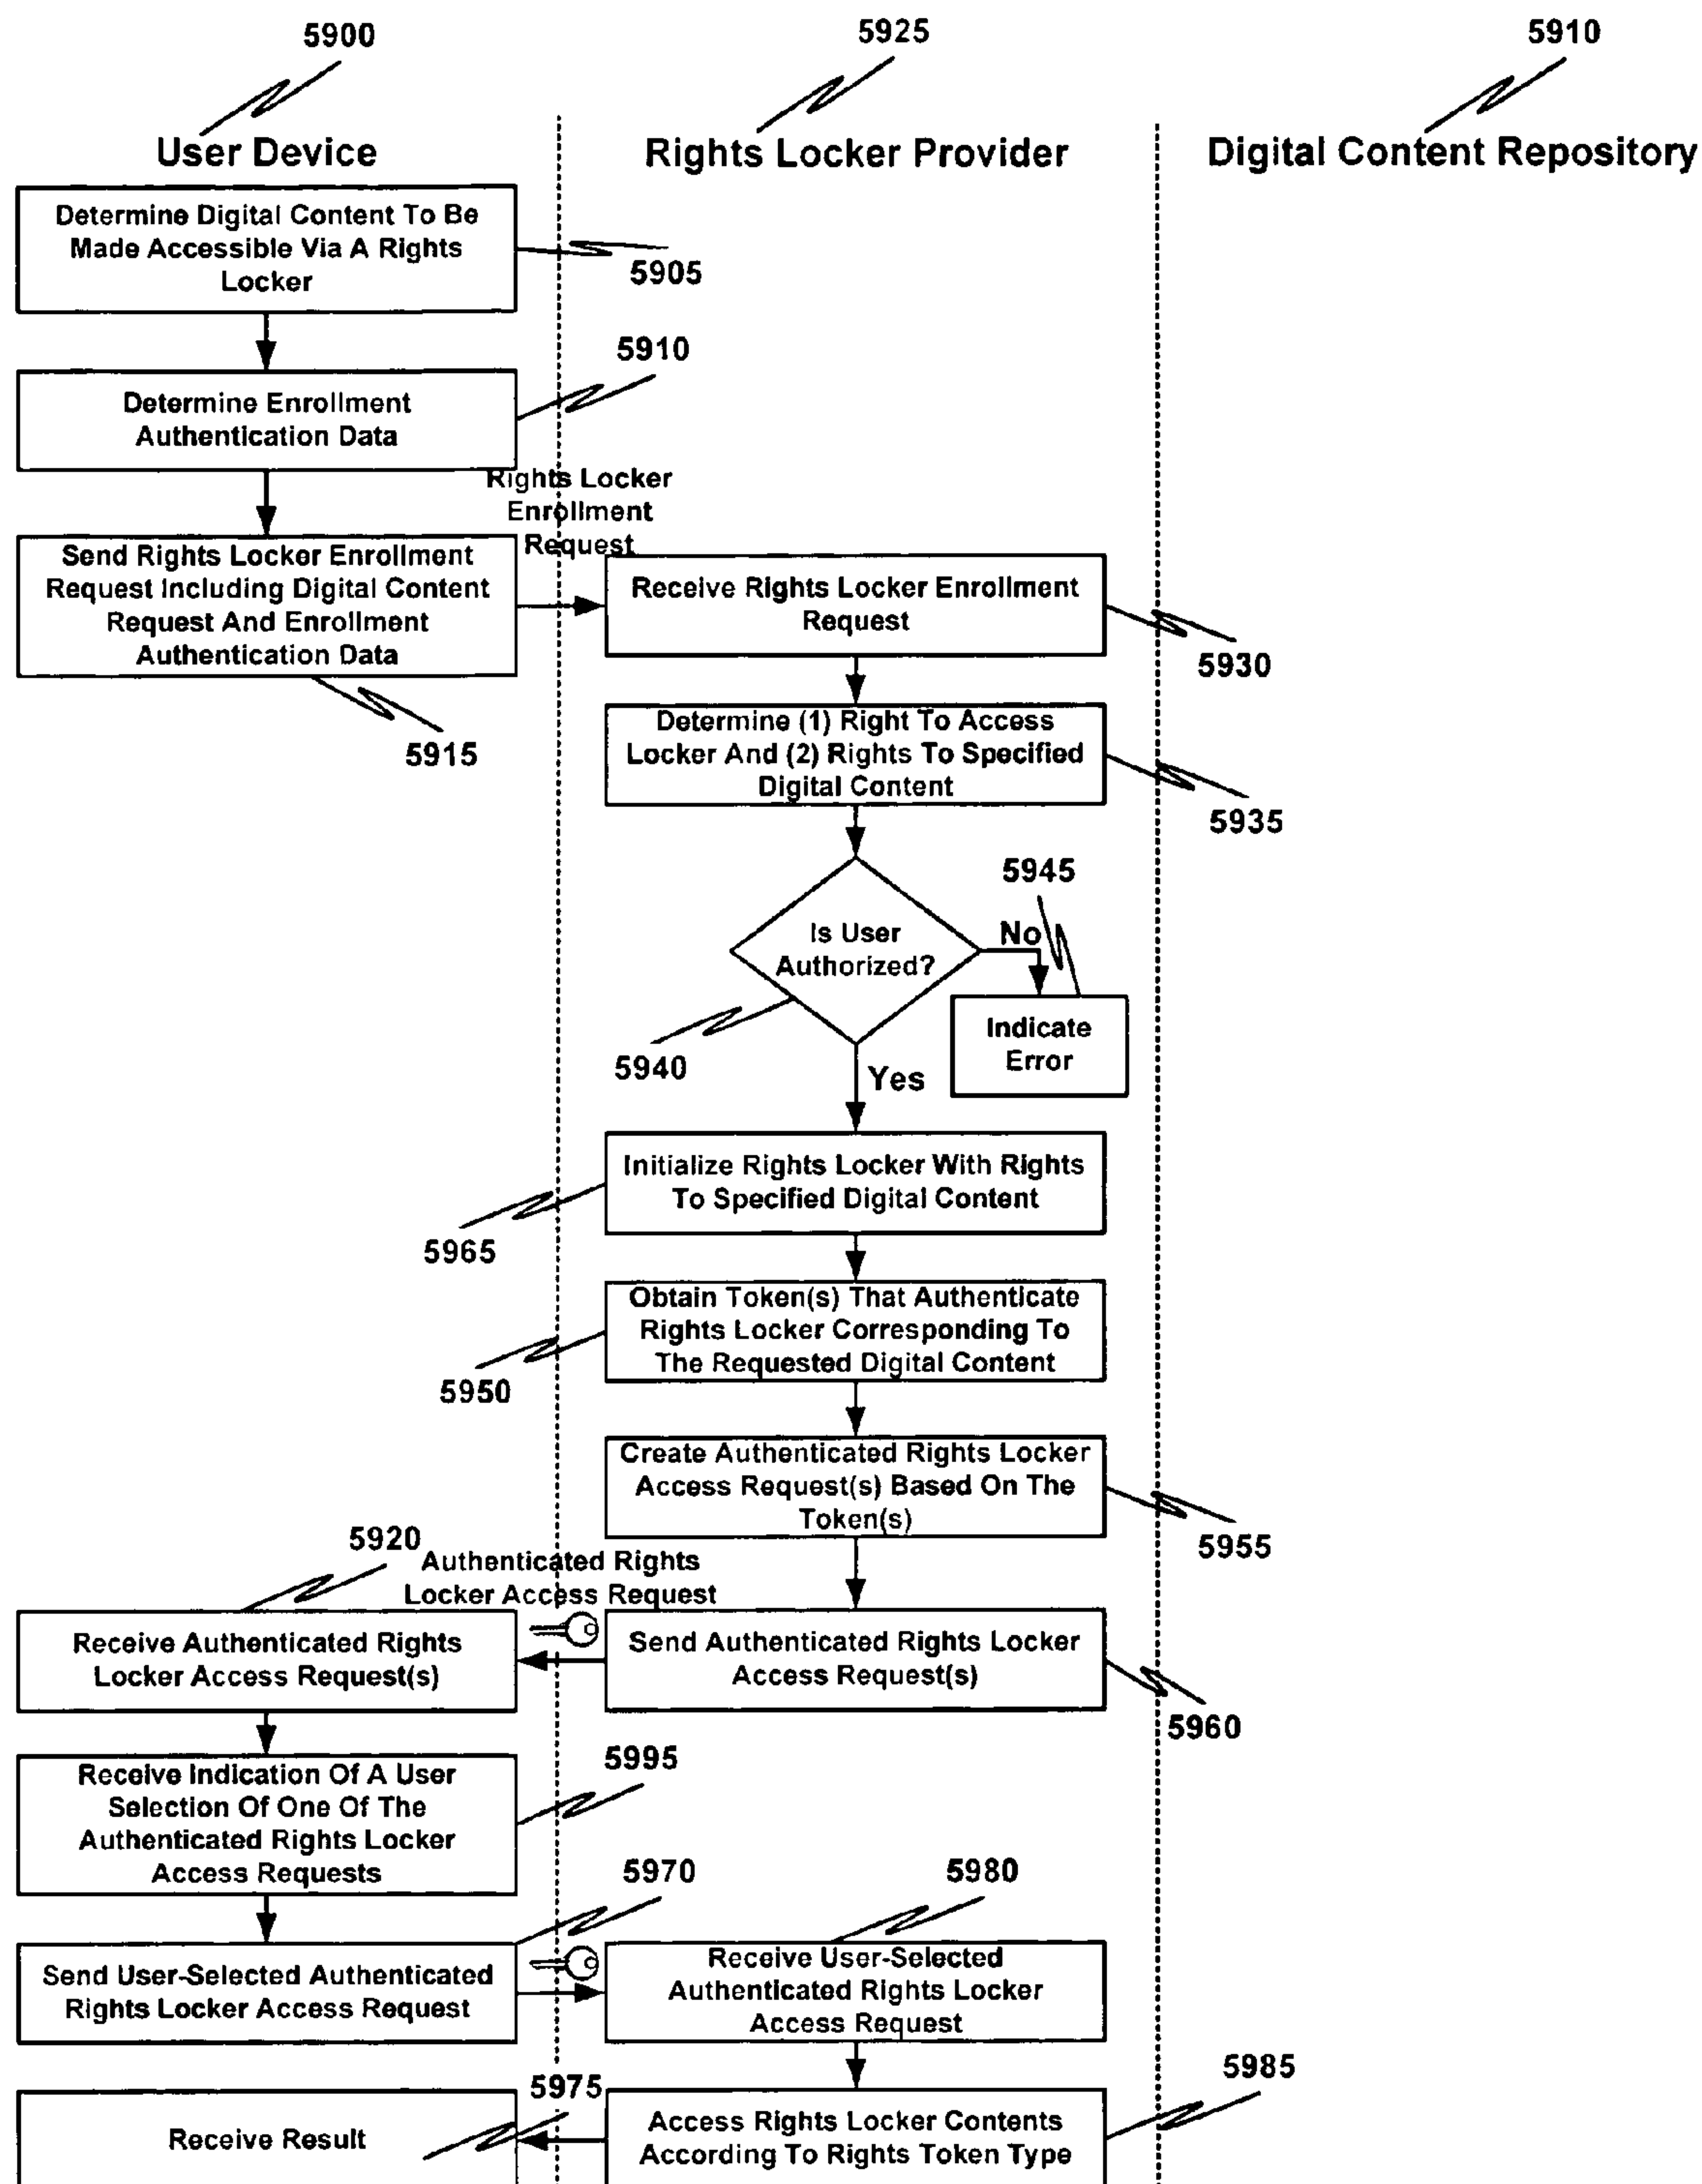 5900
5925
5910
User Device
Rights Locker Provider
Digital Content Repository
Determine Digital Content To Be
Made Accessible Via A Rights
Locker
5905
5910
Determine Enrollment
Authentication Data
Rights Locker
Enrollment
Request
Send Rights Locker Enrollment
Request Including Digital Content
Request And Enrollment
Authentication Data
5915
Receive Rights Locker Enrollment
Request
5930
Determine (1) Right To Access
Locker And (2) Rights To Specified
Digital Content
5935
5945
Is User
Authorized?
No
5940
Indicate
Error
Yes
Initialize Rights Locker With Rights
To Specified Digital Content
5965
Obtain Token(s) That Authenticate
Rights Locker Corresponding To
The Requested Digital Content
5950
Create Authenticated Rights Locker
Access Request(s) Based On The
Token(s)
5955
5920
Authenticated Rights
Locker Access Request
Receive Authenticated Rights
Locker Access Request(s)
Send Authenticated Rights Locker
Access Request(s)
5960
Receive Indication Of A User
Selection Of One Of The
Authenticated Rights Locker
Access Requests
5995
5970
5980
Send User-Selected Authenticated
Rights Locker Access Request
Receive User-Selected
Authenticated Rights Locker
Access Request
5975
5985
Receive Result
Access Rights Locker Contents
According To Rights Token Type